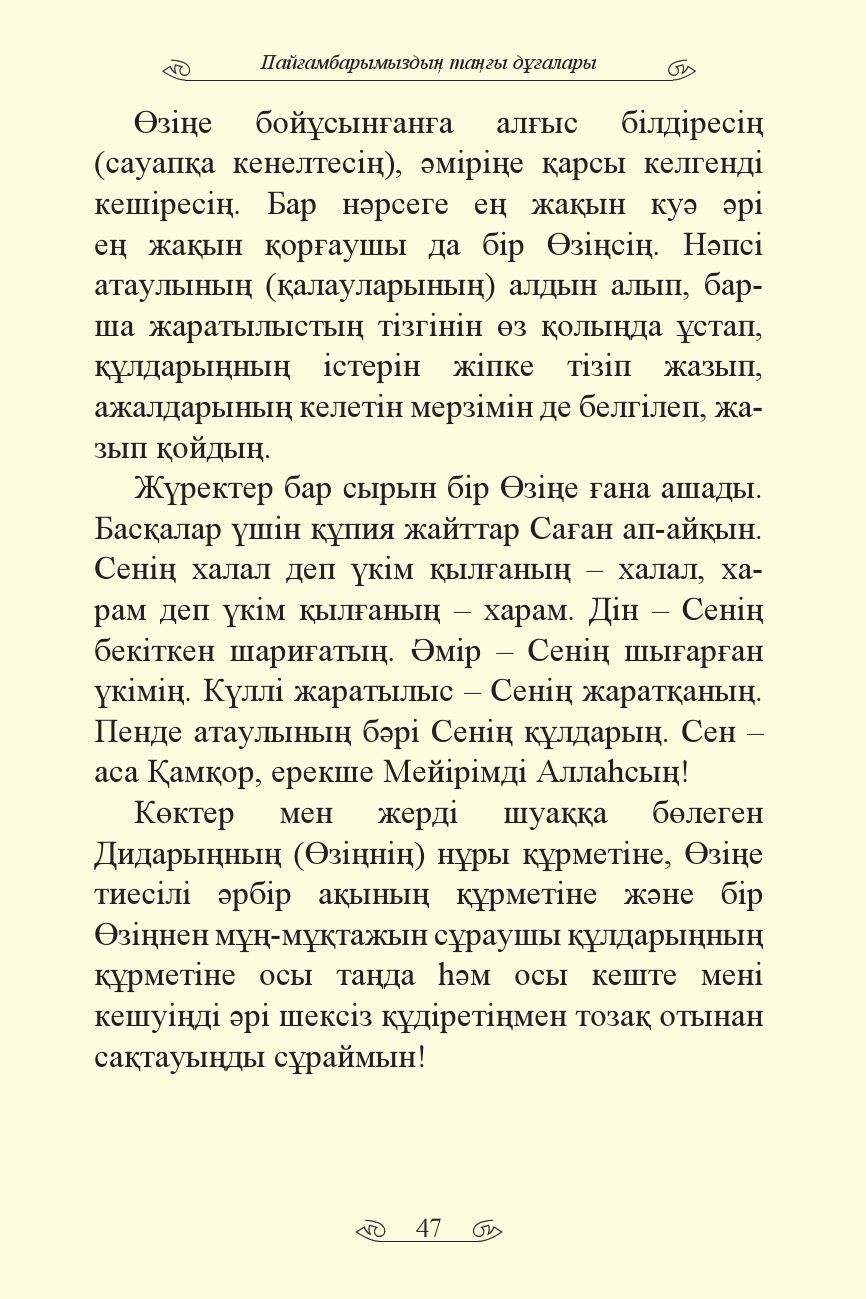 Пайғамбарымыздың таңғы дұғалары
Өзіңе бойұсынғанға алғыс білдіресің
(сауапқа кенелтесің), әміріңе қарсы келгенді
кешіресің. Бар нәрсеге ең жақын куә әрі
ең жақын қорғаушы да бір Өзіңсің. Нәпсі
атаулының (қалауларының) алдын алып, бар-
ша жаратылыстың тізгінін өз қолыңда ұстап,
құлдарыңның істерін жіпке тізіп жазып,
ажалдарының келетін мерзімін де белгілеп, жа-
зып қойдың.
Жүректер бар сырын бір Өзіңе ғана ашады.
Басқалар үшін құпия жайттар Саған ап-айқын.
Сенің халал деп үкім қылғаның – халал, ха-
рам деп үкім қылғаның – харам. Дін – Сенің
бекіткен шариғатың. Әмір – Сенің шығарған
үкімің. Күллі жаратылыс – Сенің жаратқаның.
Пенде атаулының бәрі Сенің құлдарың. Сен –
аса Қамқор, ерекше Мейірімді Аллаһсың!
Көктер мен жерді шуаққа бөлеген
Дидарыңның (Өзіңнің) нұры құрметіне, Өзіңе
тиесілі әрбір ақының құрметіне және бір
Өзіңнен мұң-мұқтажын сұраушы құлдарыңның
құрметіне осы таңда һәм осы кеште мені
кешуіңді әрі шексіз құдіретіңмен тозақ отынан
сақтауыңды сұраймын!
47